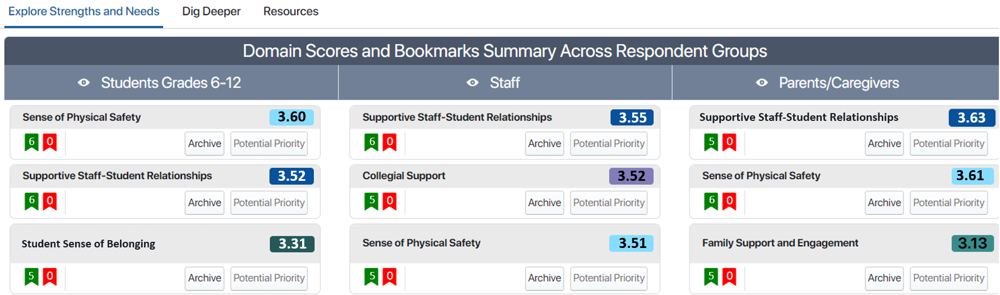 Explore Strengths and Needs Dig Deeper Resources
Domain Scores and Bookmarks Summary Across Respondent Groups
Students Grades 6-12 Staff Parents/Caregivers
Sense of Physical Safety 3.60 Supportive Staff-Student Relationships 3.55 Supportive Staff-Student Relationships 3.63
6 0 Archive Potential Priority 6 0 Archive Potential Priority 5 0 Archive Potential Priority
Supportive Staff-Student Relationships 3.52 Collegial Support 3.52 Sense of Physical Safety 3.61
6 0 Archive Potential Priority 5 0 Archive Potential Priority 6 0 Archive Potential Priority
Student Sense of Belonging 3.31 Sense of Physical Safety 3.51 Family Support and Engagement 3.13
5 0 Archive Potential Priority 5 0 Archive Potential Priority 5 0 Archive Potential Priority